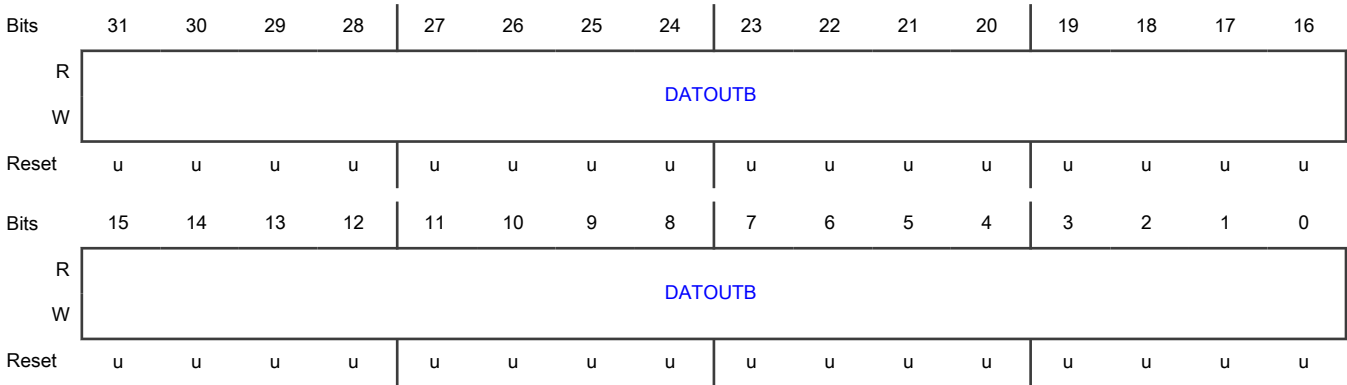 Bits 31 30 29 28 27 26 25 24 23 22 21 20 19 18 17 16
R
DATOUTB
W
Reset u u u u u u u u u u u u u u u u
Bits 15 14 13 12 11 10 9 8 7 6 5 4 3 2 1 0
R
DATOUTB
W
Reset u u u u u u u u u u u u u u u u